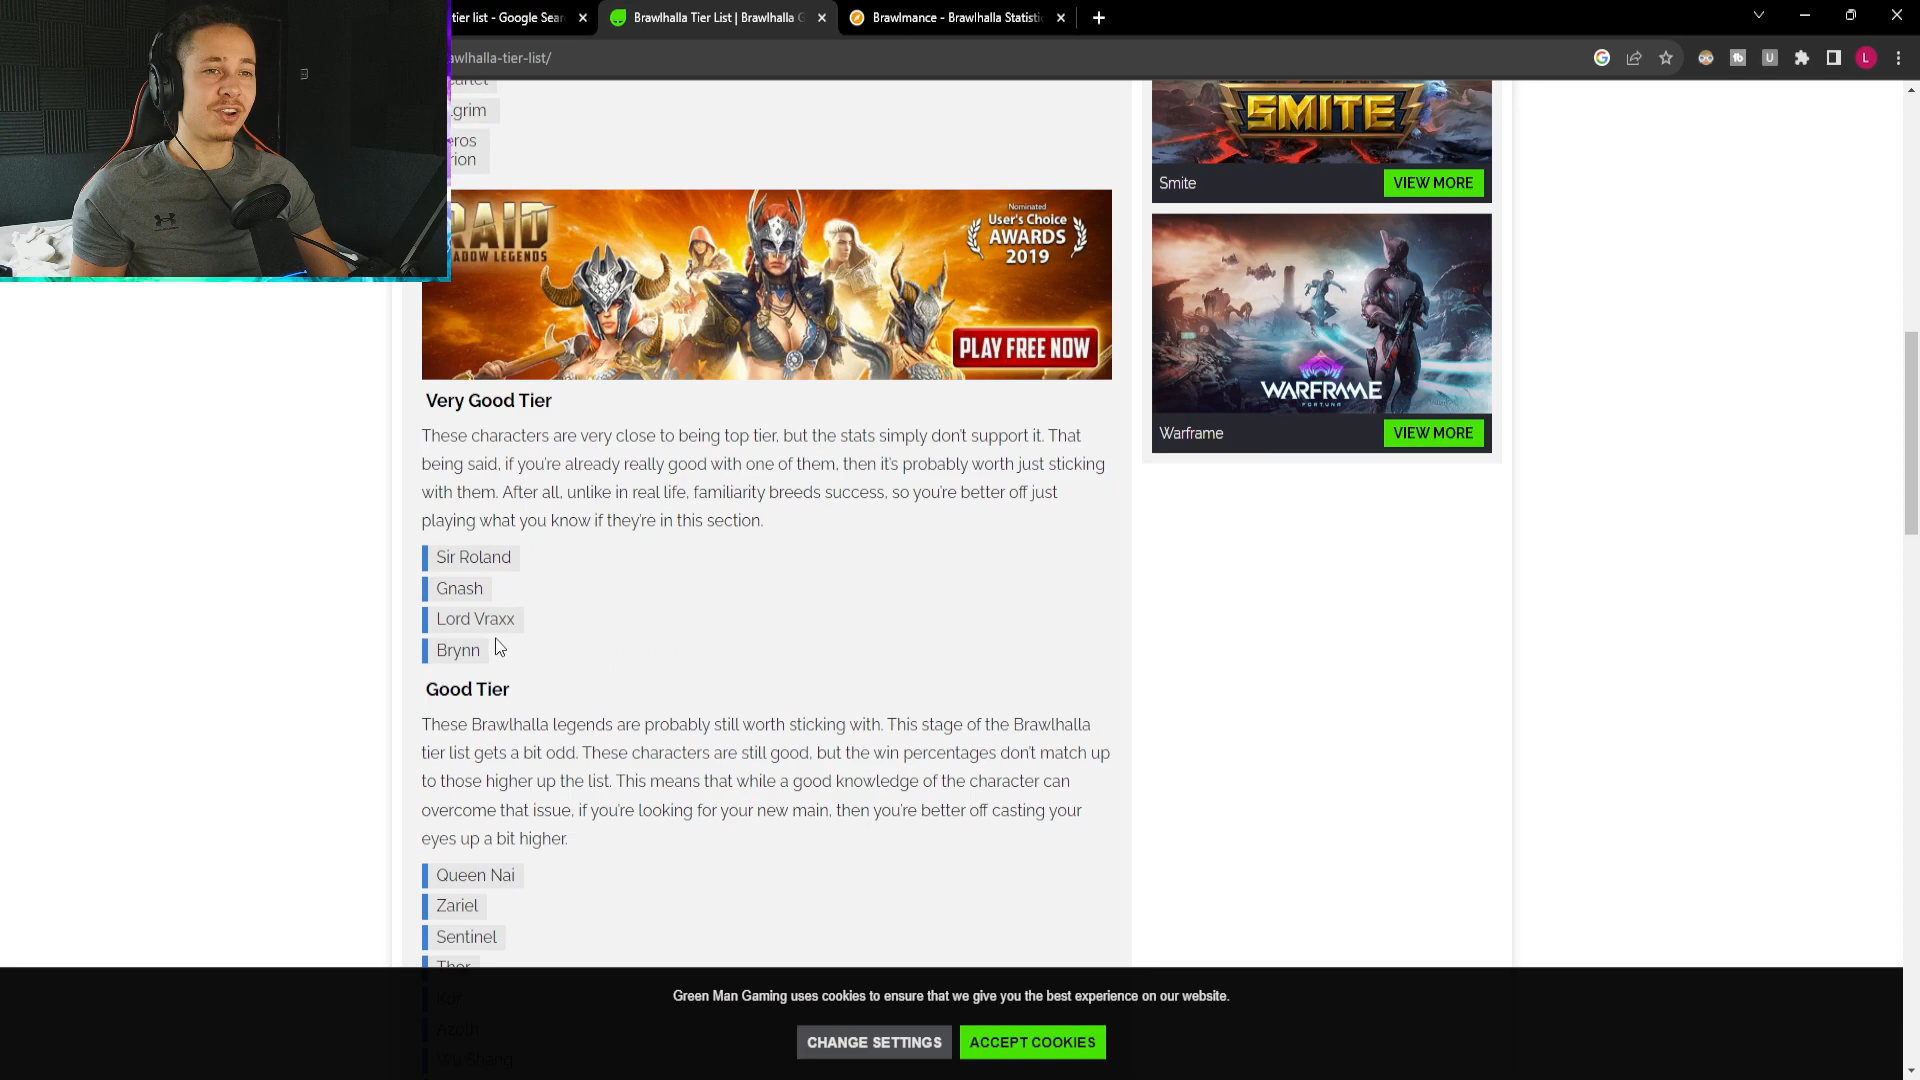 tier list - Google Sear
Brawlhalla Tier List | Brawlhalla G
Brawlmance - Brawlhalla Statisti
awlhalla-tier-list/
grim
eros
rion
RAID
SHADOW LEGENDS
Nominated
User's Choice
AWARDS
2019
PLAY FREE NOW
SMITE
Smite
VIEW MORE
WARFRAME
FORTUNA
Warframe
VIEW MORE
Very Good Tier
These characters are very close to being top tier, but the stats simply don't support it. That
being said, if you're already really good with one of them, then it's probably worth just sticking
with them. After all, unlike in real life, familiarity breeds success, so you're better off just
playing what you know if they're in this section.
Sir Roland
Gnash
Lord Vraxx
Brynn
Good Tier
These Brawlhalla legends are probably still worth sticking with. This stage of the Brawlhalla
tier list gets a bit odd. These characters are still good, but the win percentages don't match up
to those higher up the list. This means that while a good knowledge of the character can
overcome that issue, if you're looking for your new main, then you're better off casting your
eyes up a bit higher.
Queen Nai
Zariel
Sentinel
Thor
Kor
Azoth
Wu Shang
Green Man Gaming uses cookies to ensure that we give you the best experience on our website.
CHANGE SETTINGS
ACCEPT COOKIES